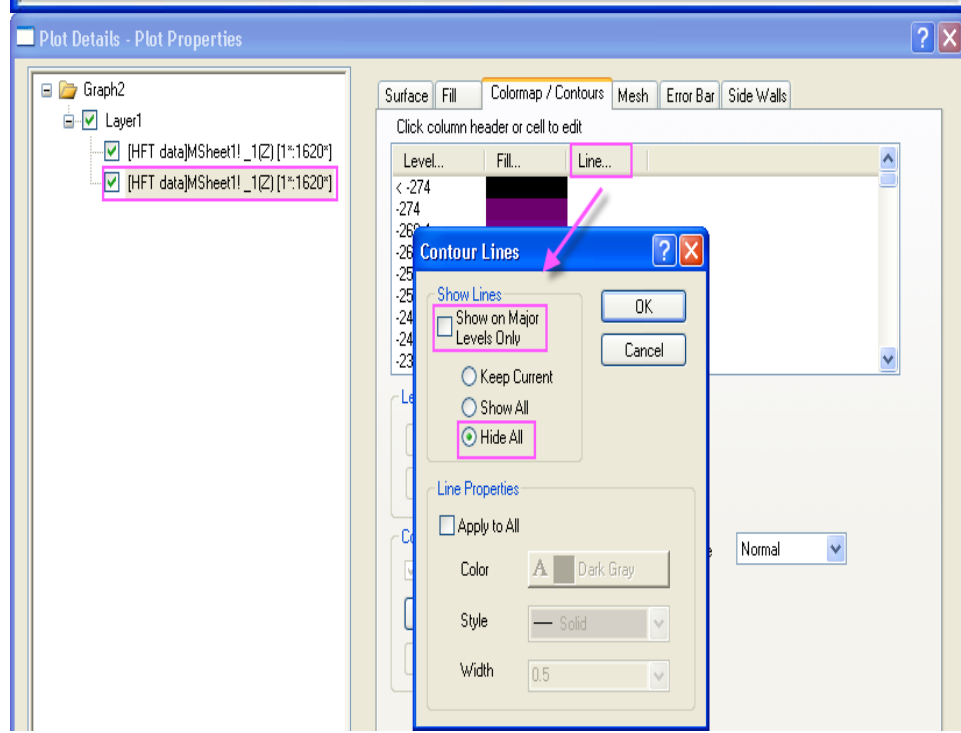 Plot Details - Plot Properties
Graph2
Layer1
[HFT data]MSheet1! _1(Z) [1*:1620*]
[HFT data]MSheet1! _1(Z) [1*:1620*]
Surface Fill Colormap / Contours Mesh Error Bar Side Walls
Click column header or cell to edit
Level... Fill... Line...
< -274
-274
Contour Lines
Show Lines
Show on Major
Levels Only
OK
Cancel
Keep Current
Show All
Hide All
Line Properties
Apply to All
Color A Dark Gray
Style Solid
Width 0.5
Normal